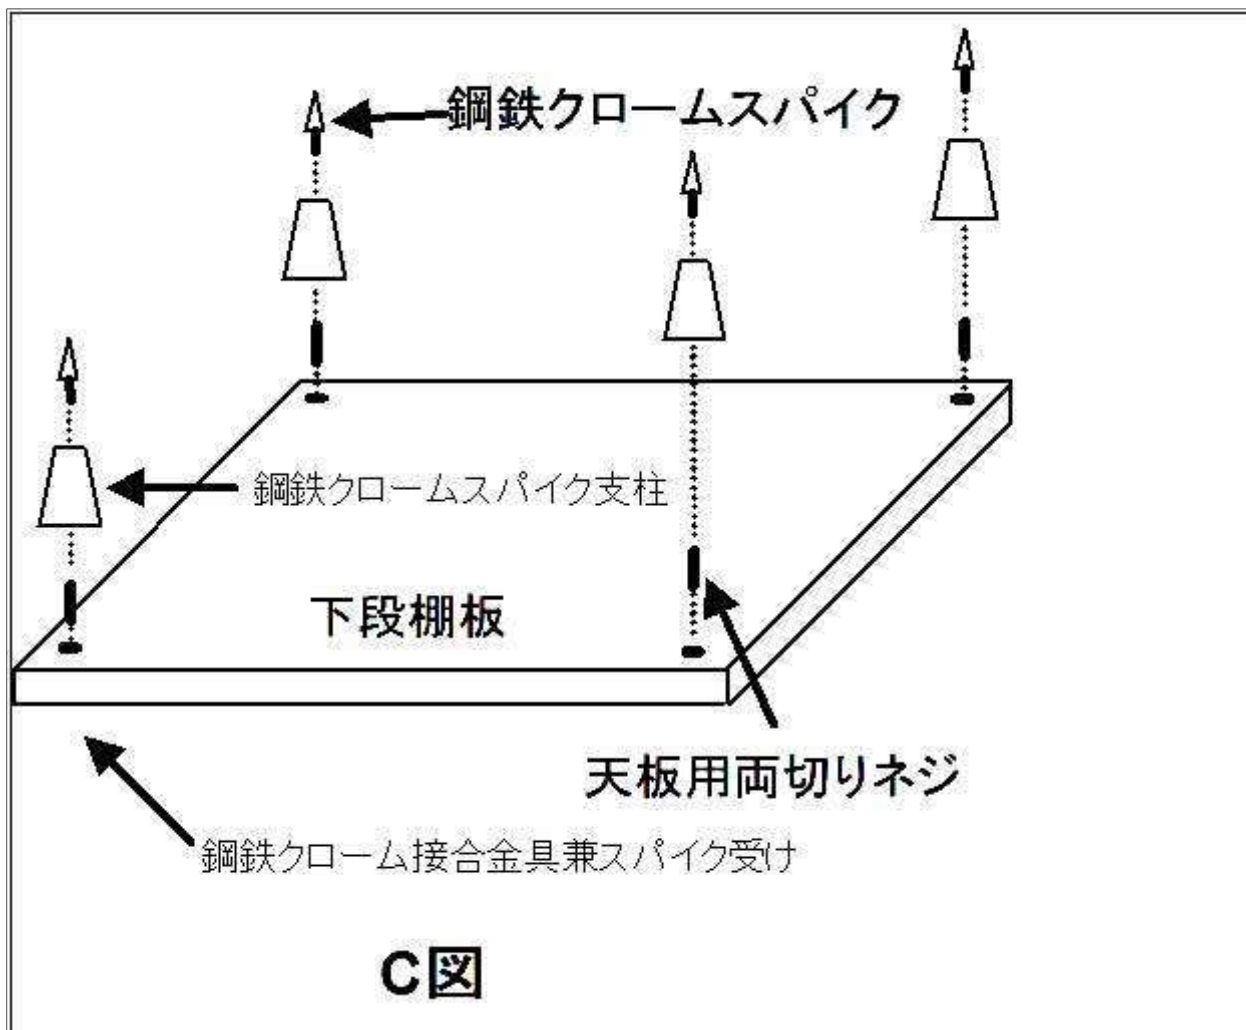 鋼鉄クロームスパイク
鋼鉄クロームスパイク支柱
下段棚板
天板用両切りネジ
鋼鉄クローム接合金具兼スパイク受け
C図